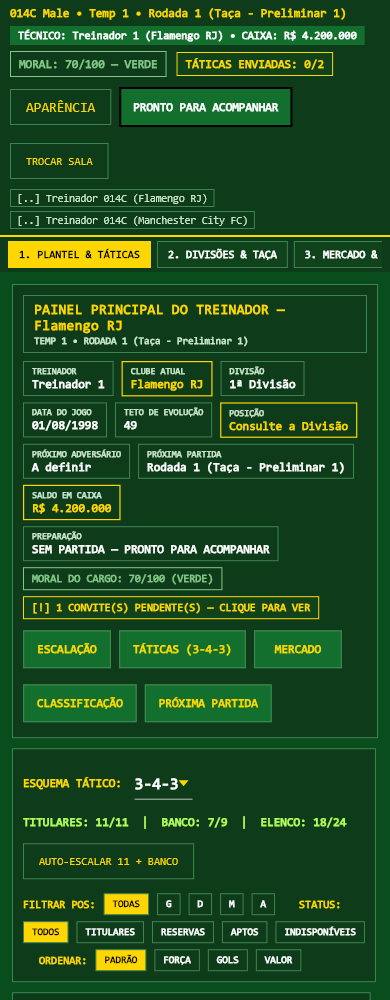 014C Male • Temp 1 • Rodada 1 (Taça - Preliminar 1)
TÉCNICO: Treinador 1 (Flamengo RJ) • CAIXA: R$ 4.200.000
MORAL: 70/100 — VERDE TÁTICAS ENVIADAS: 0/2
APARÊNCIA PRONTO PARA ACOMPANHAR
TROCAR SALA
[..] Treinador 014C (Flamengo RJ)
[..] Treinador 014C (Manchester City FC)
1. PLANTEL & TÁTICAS 2. DIVISÕES & TAÇA 3. MERCADO &
PAINEL PRINCIPAL DO TREINADOR —
Flamengo RJ
TEMP 1 • RODADA 1 (Taça - Preliminar 1)
TREINADOR CLUBE ATUAL DIVISÃO
Treinador 1 Flamengo RJ 1ª Divisão
DATA DO JOGO TETO DE EVOLUÇÃO POSIÇÃO
01/08/1998 49 Consulte a Divisão
PRÓXIMO ADVERSÁRIO PRÓXIMA PARTIDA
A definir Rodada 1 (Taça - Preliminar 1)
SALDO EM CAIXA
R$ 4.200.000
PREPARAÇÃO
SEM PARTIDA — PRONTO PARA ACOMPANHAR
MORAL DO CARGO: 70/100 (VERDE)
[!] 1 CONVITE(S) PENDENTE(S) — CLIQUE PARA VER
ESCALAÇÃO TÁTICAS (3-4-3) MERCADO
CLASSIFICAÇÃO PRÓXIMA PARTIDA
ESQUEMA TÁTICO: 3-4-3
TITULARES: 11/11 | BANCO: 7/9 | ELENCO: 18/24
AUTO-ESCALAR 11 + BANCO
FILTRAR POS: TODAS G D M A STATUS:
TODOS TITULARES RESERVAS APTOS INDISPONÍVEIS
ORDENAR: PADRÃO FORÇA GOLS VALOR